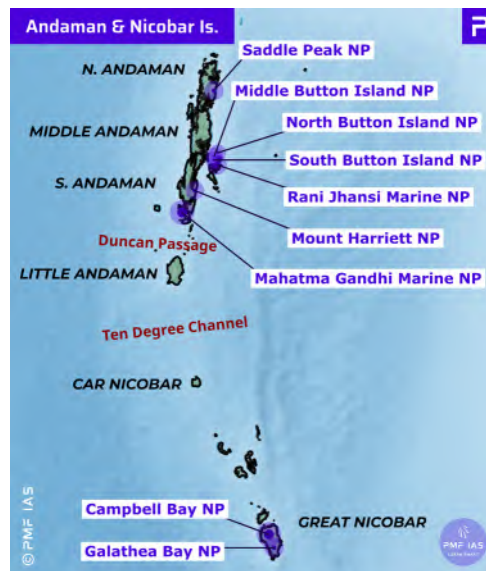 Andaman & Nicobar Is.
P
Saddle Peak NP
N. ANDAMAN
Middle Button Island NP
North Button Island NP
MIDDLE ANDAMAN
South Button Island NP
S. ANDAMAN
Rani Jhansi Marine NP
Mount Harriett NP
Duncan Passage
LITTLE ANDAMAN
Mahatma Gandhi Marine NP
Ten Degree Channel
CAR NICOBAR
Campbell Bay NP
GREAT NICOBAR
Galathea Bay NP
© PMF IAS
PMF IAS